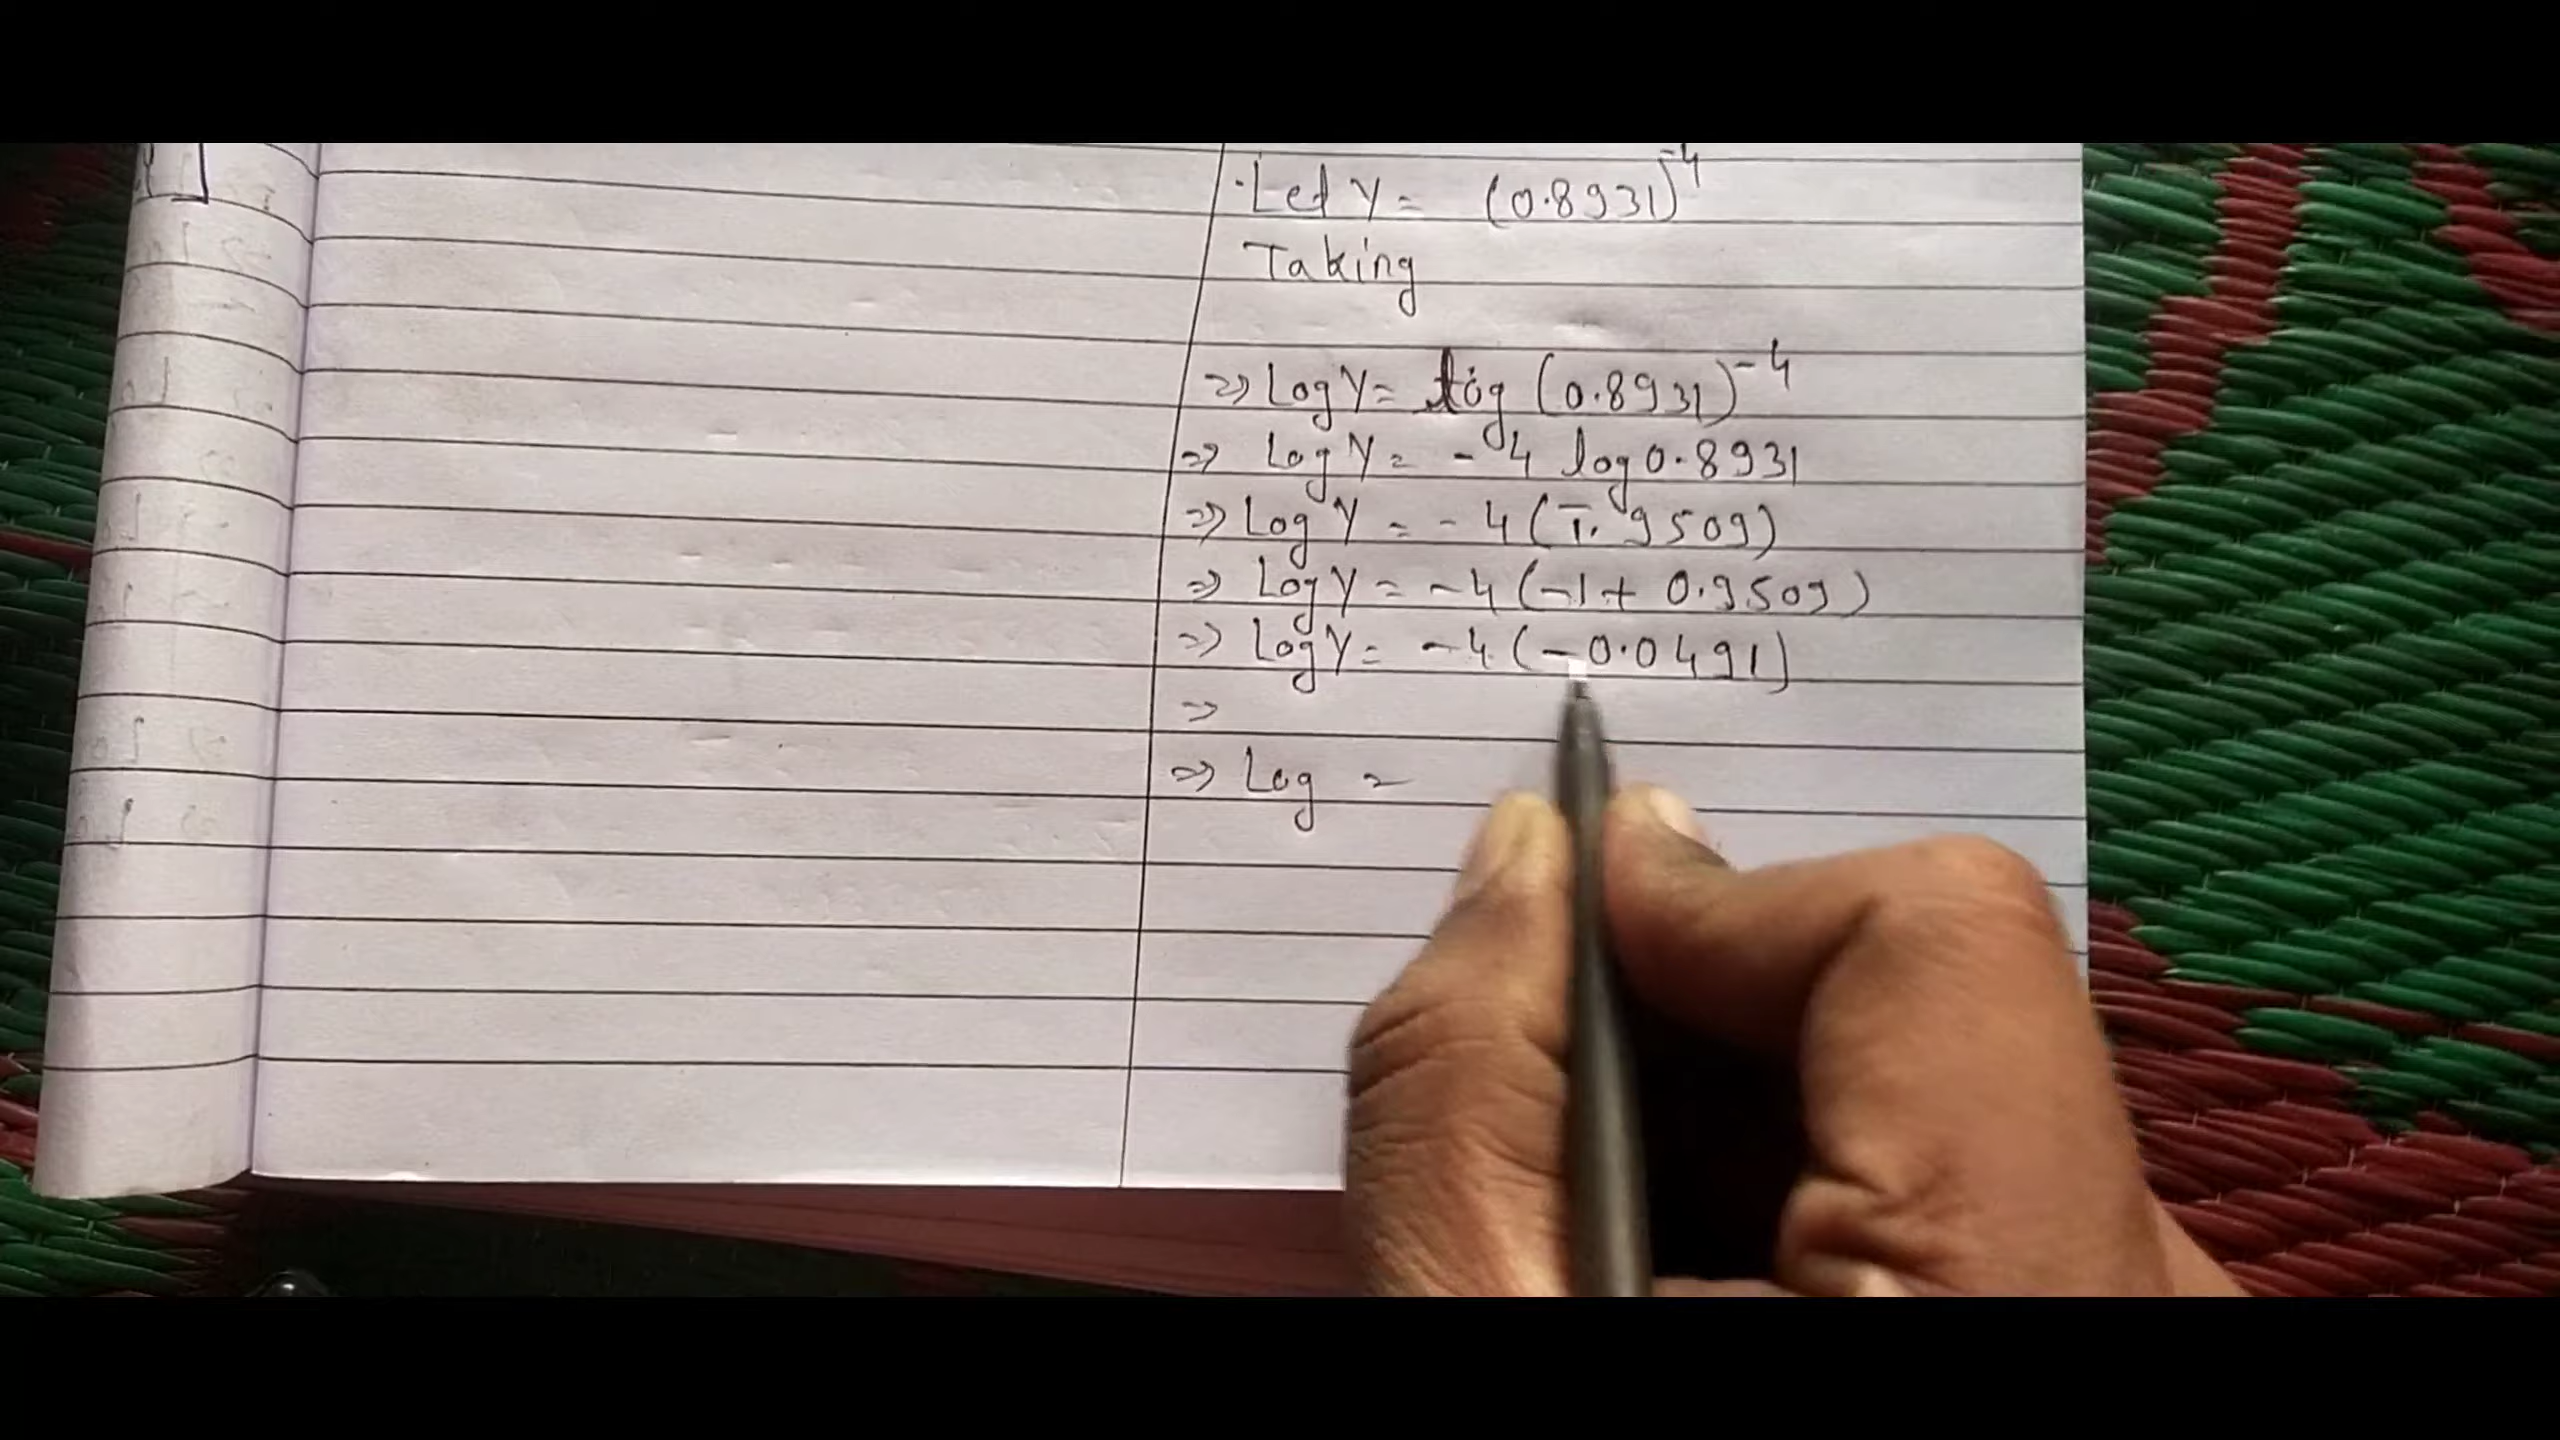 Let y = (0.8931)⁻⁴
Taking
⇒ Log y = log (0.8931)⁻⁴
⇒ Log y = - 4 log 0.8931
⇒ Log y = - 4 (1̄.9509)
⇒ Log y = -4 (-1+ 0.9509)
⇒ Log y = -4 (-0.0491)
⇒
⇒ Log =